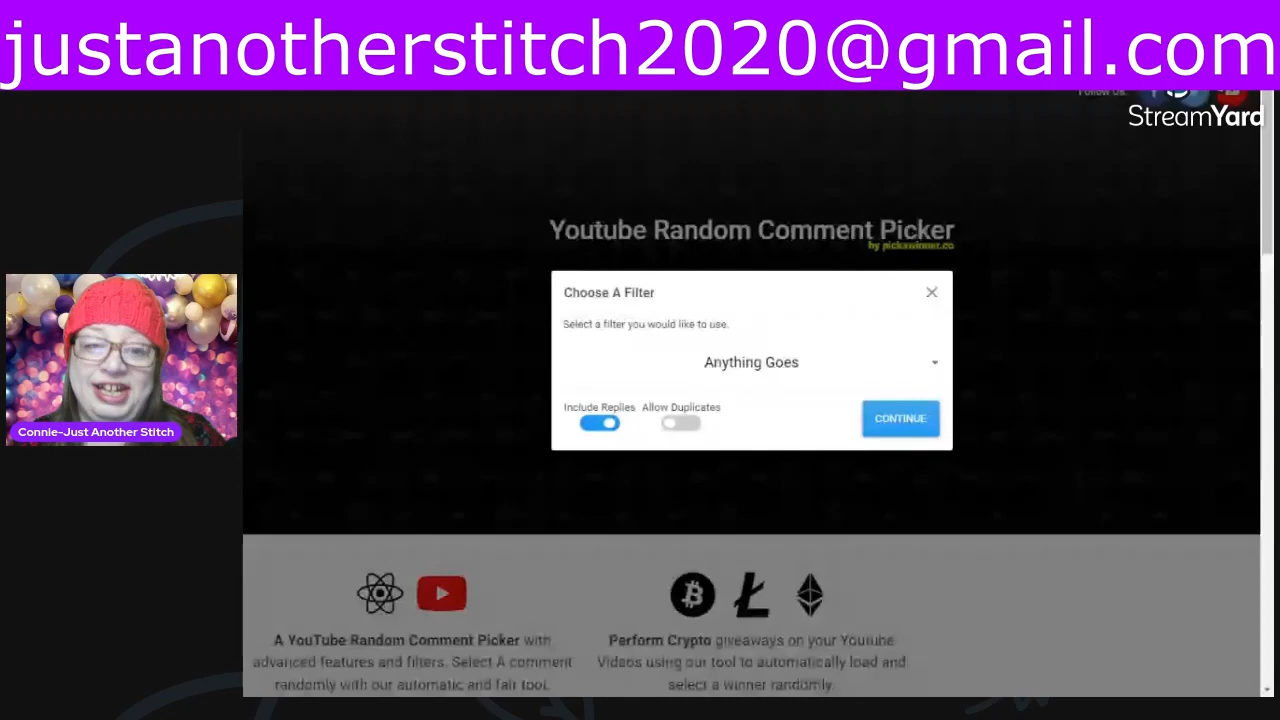 justanotherstitch2020@gmail.com
Follow Us:
StreamYard
Youtube Random Comment Picker
by pickawinner.co
Choose A Filter
Select a filter you would like to use.
Anything Goes
Include Replies Allow Duplicates
CONTINUE
Connie-Just Another Stitch
A YouTube Random Comment Picker with
advanced features and filters. Select A comment
randomly with our automatic and fair tool.
Perform Crypto giveaways on your Youtube
Videos using our tool to automatically load and
select a winner randomly.